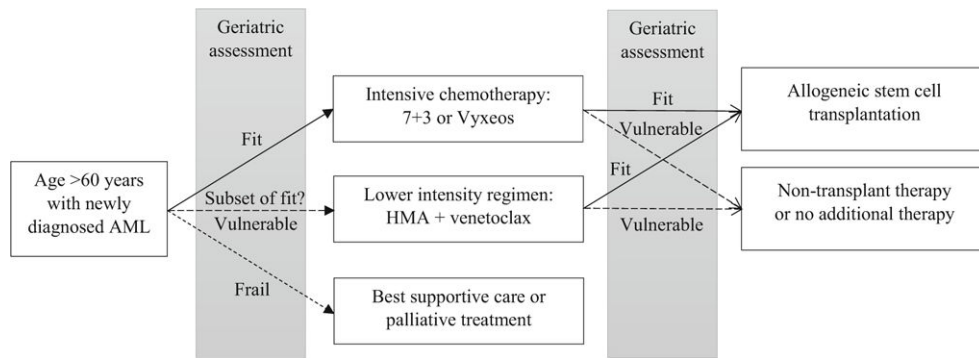 Geriatric
assessment
Geriatric
assessment
Intensive chemotherapy:
7+3 or Vyxeos
Fit
Vulnerable
Allogeneic stem cell
transplantation
Fit
Fit
Age >60 years
with newly
diagnosed AML
Subset of fit?
Vulnerable
Lower intensity regimen:
HMA + venetoclax
Vulnerable
Non-transplant therapy
or no additional therapy
Frail
Best supportive care or
palliative treatment